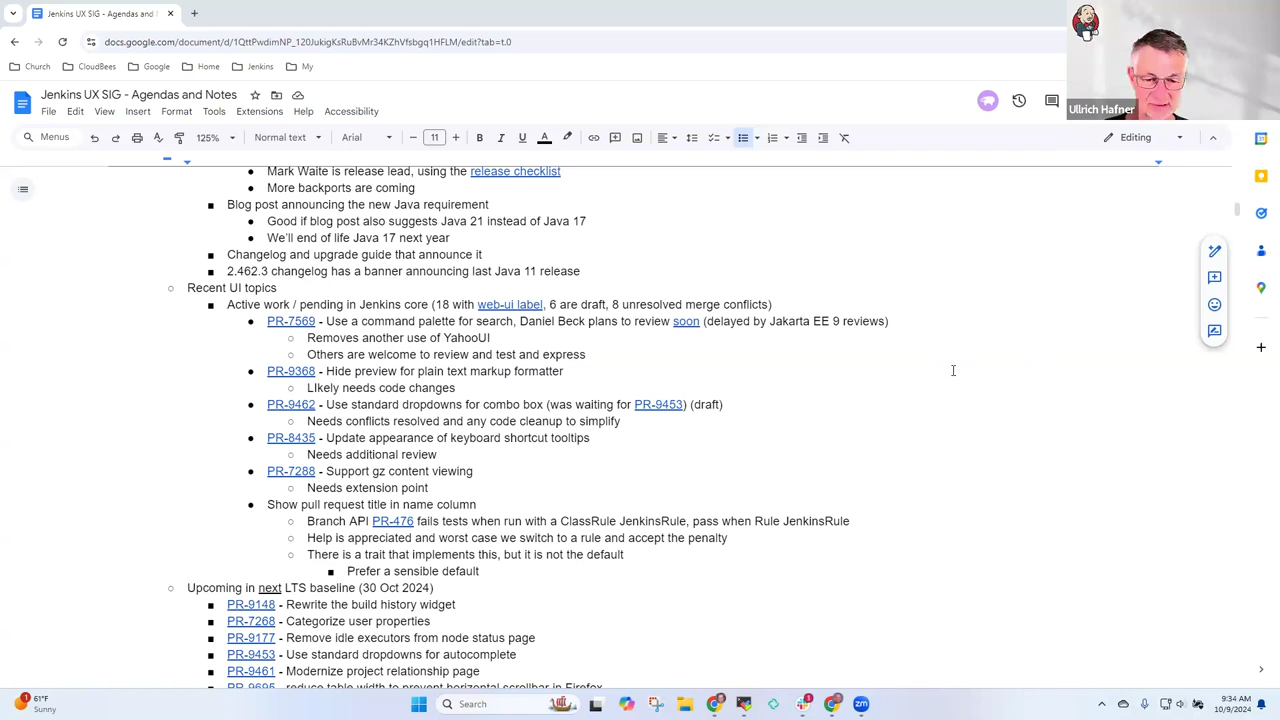 Jenkins UX SIG - Agendas and N
docs.google.com/document/d/1QttPwdimNP_120JukigKsRuBvMr34KZhVfsbgq1HFLM/edit?tab=t.0
Church
CloudBees
Google
Home
Jenkins
My
Ullrich Hafner
Jenkins UX SIG - Agendas and Notes
File Edit View Insert Format Tools Extensions Help Accessibility
Menus 125% Normal text Arial 11 B I U A Editing
Mark Waite is release lead, using the release checklist
More backports are coming
Blog post announcing the new Java requirement
Good if blog post also suggests Java 21 instead of Java 17
We'll end of life Java 17 next year
Changelog and upgrade guide that announce it
2.462.3 changelog has a banner announcing last Java 11 release
Recent UI topics
Active work / pending in Jenkins core (18 with web-ui label, 6 are draft, 8 unresolved merge conflicts)
PR-7569 - Use a command palette for search, Daniel Beck plans to review soon (delayed by Jakarta EE 9 reviews)
Removes another use of YahooUI
Others are welcome to review and test and express
PR-9368 - Hide preview for plain text markup formatter
LIkely needs code changes
PR-9462 - Use standard dropdowns for combo box (was waiting for PR-9453) (draft)
Needs conflicts resolved and any code cleanup to simplify
PR-8435 - Update appearance of keyboard shortcut tooltips
Needs additional review
PR-7288 - Support gz content viewing
Needs extension point
Show pull request title in name column
Branch API PR-476 fails tests when run with a ClassRule JenkinsRule, pass when Rule JenkinsRule
Help is appreciated and worst case we switch to a rule and accept the penalty
There is a trait that implements this, but it is not the default
Prefer a sensible default
Upcoming in next LTS baseline (30 Oct 2024)
PR-9148 - Rewrite the build history widget
PR-7268 - Categorize user properties
PR-9177 - Remove idle executors from node status page
PR-9453 - Use standard dropdowns for autocomplete
PR-9461 - Modernize project relationship page
PR-9695 - reduce table width to prevent horizontal scrollbar in Firefox
61°F
Sunny
Search
9:34 AM
10/9/2024